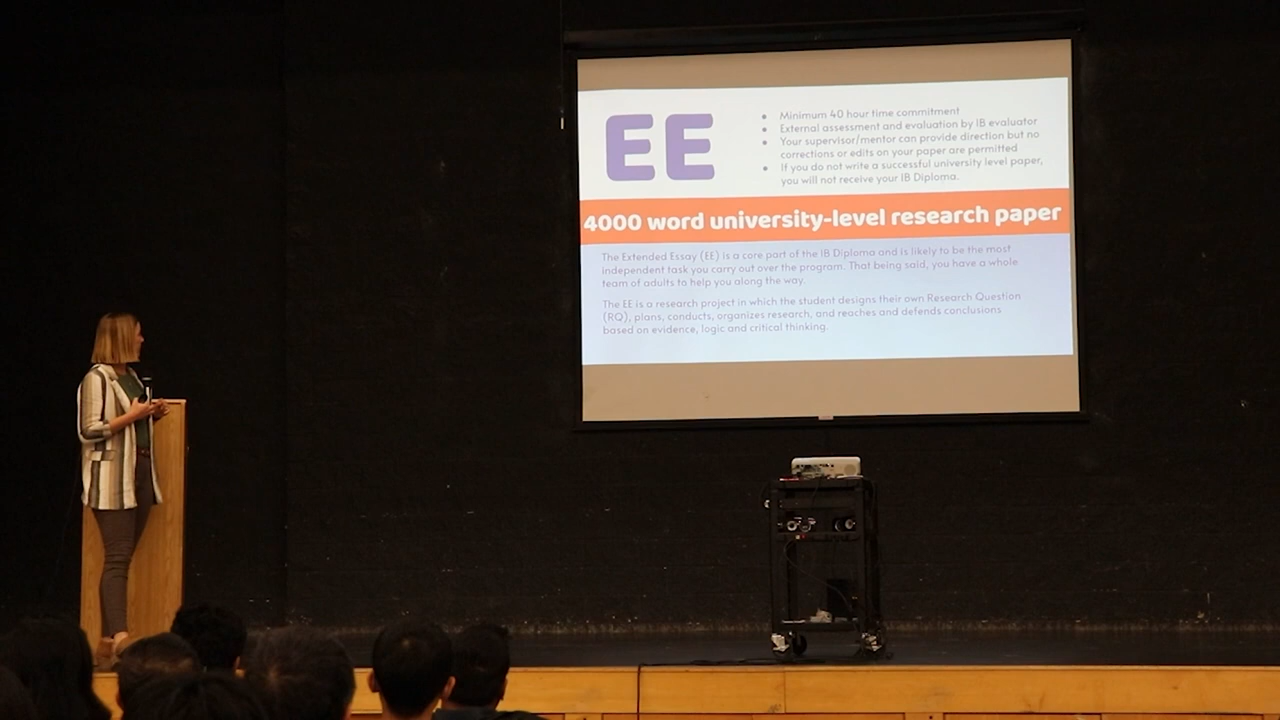 EE
● Minimum 40 hour time commitment
● External assessment and evaluation by IB evaluator
● Your supervisor/mentor can provide direction but no
corrections or edits on your paper are permitted
● If you do not write a successful university level paper,
you will not receive your IB Diploma.
4000 word university-level research paper
The Extended Essay (EE) is a core part of the IB Diploma and is likely to be the most
independent task you carry out over the program. That being said, you have a whole
team of adults to help you along the way.
The EE is a research project in which the student designs their own Research Question
(RQ), plans, conducts, organizes research, and reaches and defends conclusions
based on evidence, logic and critical thinking.